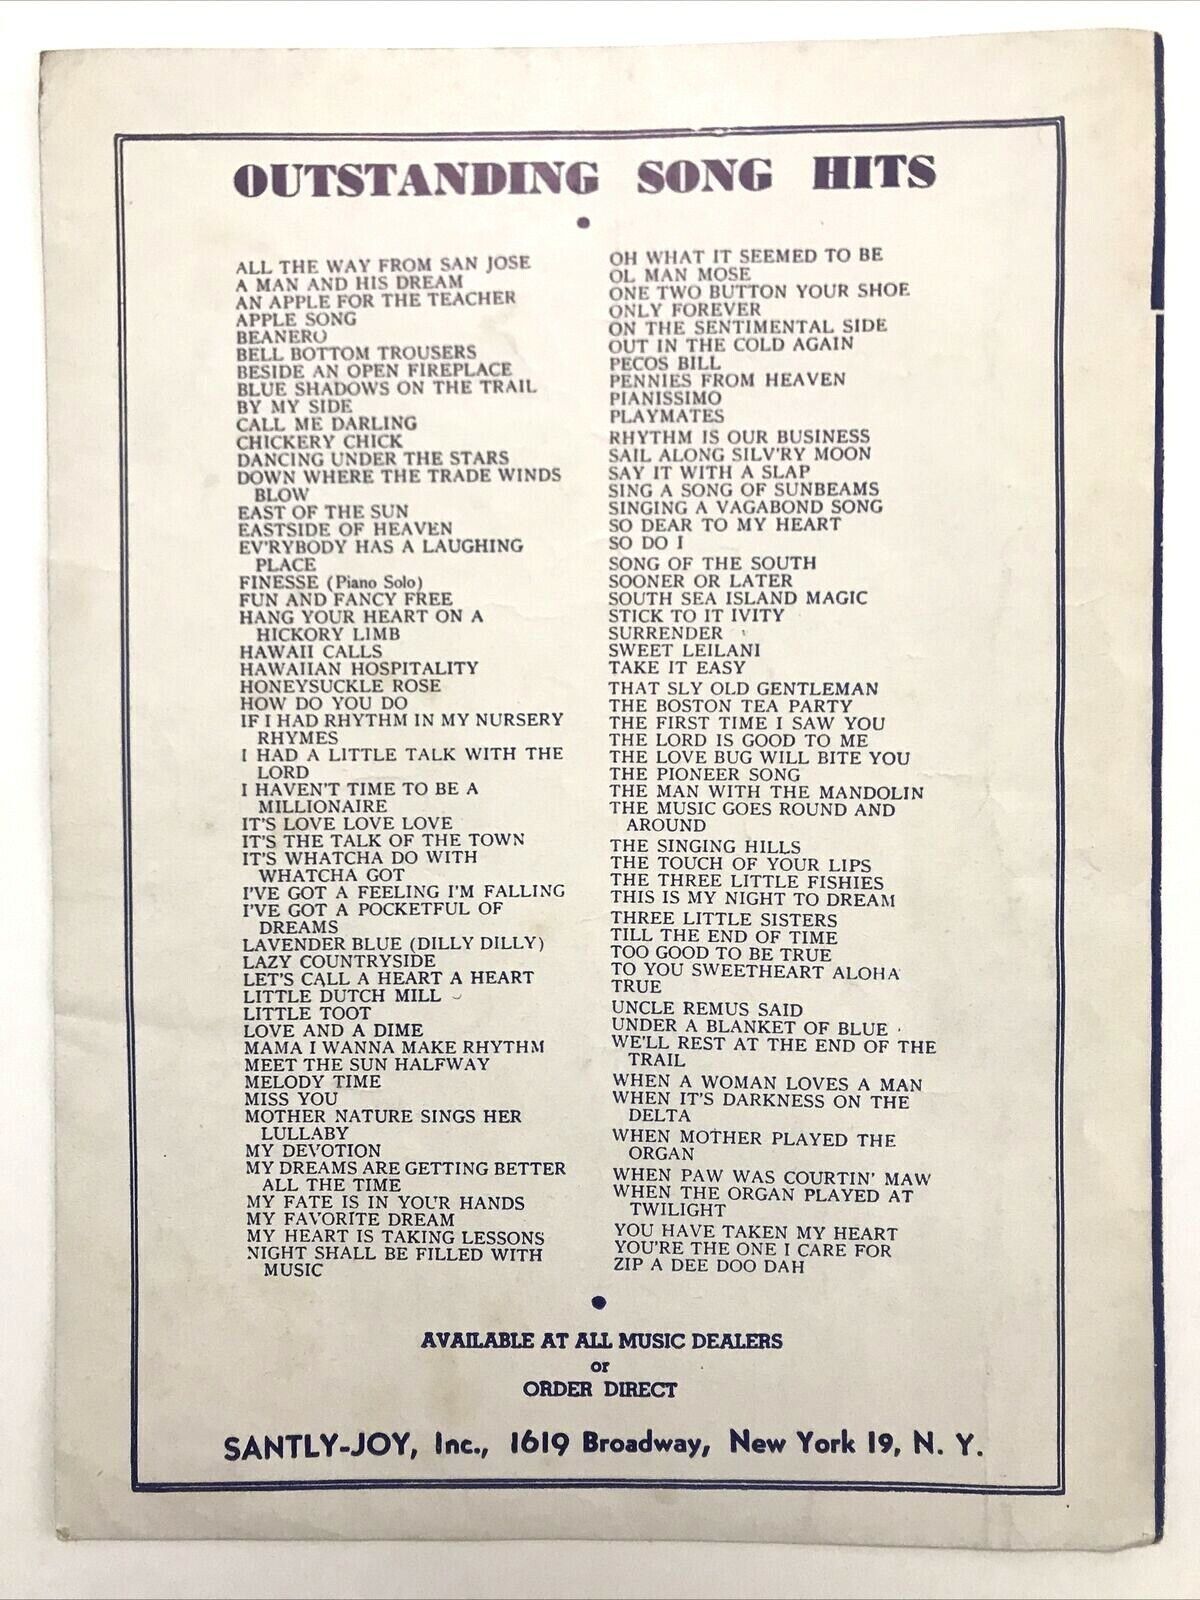 OUTSTANDING SONG HITS
ALL THE WAY FROM SAN JOSE
A MAN AND HIS DREAM
AN APPLE FOR THE TEACHER
APPLE SONG
BEANERO
BELL BOTTOM TROUSERS
BESIDE AN OPEN FIREPLACE
BLUE SHADOWS ON THE TRAIL
BY MY SIDE
CALL ME DARLING
CHICKERY CHICK
DANCING UNDER THE STARS
DOWN WHERE THE TRADE WINDS
BLOW
EAST OF THE SUN
EASTSIDE OF HEAVEN
EV'RYBODY HAS A LAUGHING
PLACE
FINESSE (Piano Solo)
FUN AND FANCY FREE
HANG YOUR HEART ON A
HICKORY LIMB
HAWAII CALLS
HAWAIIAN HOSPITALITY
HONEYSUCKLE ROSE
HOW DO YOU DO
IF I HAD RHYTHM IN MY NURSERY
RHYMES
I HAD A LITTLE TALK WITH THE
LORD
I HAVEN'T TIME TO BE A
MILLIONAIRE
IT'S LOVE LOVE LOVE
IT'S THE TALK OF THE TOWN
IT'S WHATCHA DO WITH
WHATCHA GOT
I'VE GOT A FEELING I'M FALLING
I'VE GOT A POCKETFUL OF
DREAMS
LAVENDER BLUE (DILLY DILLY)
LAZY COUNTRYSIDE
LET'S CALL A HEART A HEART
LITTLE DUTCH MILL
LITTLE TOOT
LOVE AND A DIME
MAMA I WANNA MAKE RHYTHM
MEET THE SUN HALFWAY
MELODY TIME
MISS YOU
MOTHER NATURE SINGS HER
LULLABY
MY DEVOTION
MY DREAMS ARE GETTING BETTER
ALL THE TIME
MY FATE IS IN YOUR HANDS
MY FAVORITE DREAM
MY HEART IS TAKING LESSONS
NIGHT SHALL BE FILLED WITH
MUSIC
OH WHAT IT SEEMED TO BE
OL MAN MOSE
ONE TWO BUTTON YOUR SHOE
ONLY FOREVER
ON THE SENTIMENTAL SIDE
OUT IN THE COLD AGAIN
PECOS BILL
PENNIES FROM HEAVEN
PIANISSIMO
PLAYMATES
RHYTHM IS OUR BUSINESS
SAIL ALONG SILV'RY MOON
SAY IT WITH A SLAP
SING A SONG OF SUNBEAMS
SINGING A VAGABOND SONG
SO DEAR TO MY HEART
SO DO I
SONG OF THE SOUTH
SOONER OR LATER
SOUTH SEA ISLAND MAGIC
STICK TO IT IVITY
SURRENDER
SWEET LEILANI
TAKE IT EASY
THAT SLY OLD GENTLEMAN
THE BOSTON TEA PARTY
THE FIRST TIME I SAW YOU
THE LORD IS GOOD TO ME
THE LOVE BUG WILL BITE YOU
THE PIONEER SONG
THE MAN WITH THE MANDOLIN
THE MUSIC GOES ROUND AND
AROUND
THE SINGING HILLS
THE TOUCH OF YOUR LIPS
THE THREE LITTLE FISHIES
THIS IS MY NIGHT TO DREAM
THREE LITTLE SISTERS
TILL THE END OF TIME
TOO GOOD TO BE TRUE
TO YOU SWEETHEART ALOHA
TRUE
UNCLE REMUS SAID
UNDER A BLANKET OF BLUE
WE'LL REST AT THE END OF THE
TRAIL
WHEN A WOMAN LOVES A MAN
WHEN IT'S DARKNESS ON THE
DELTA
WHEN MOTHER PLAYED THE
ORGAN
WHEN PAW WAS COURTIN' MAW
WHEN THE ORGAN PLAYED AT
TWILIGHT
YOU HAVE TAKEN MY HEART
YOU'RE THE ONE I CARE FOR
ZIP A DEE DOO DAH
AVAILABLE AT ALL MUSIC DEALERS
or
ORDER DIRECT
SANTLY-JOY, Inc., 1619 Broadway, New York 19, N. Y.